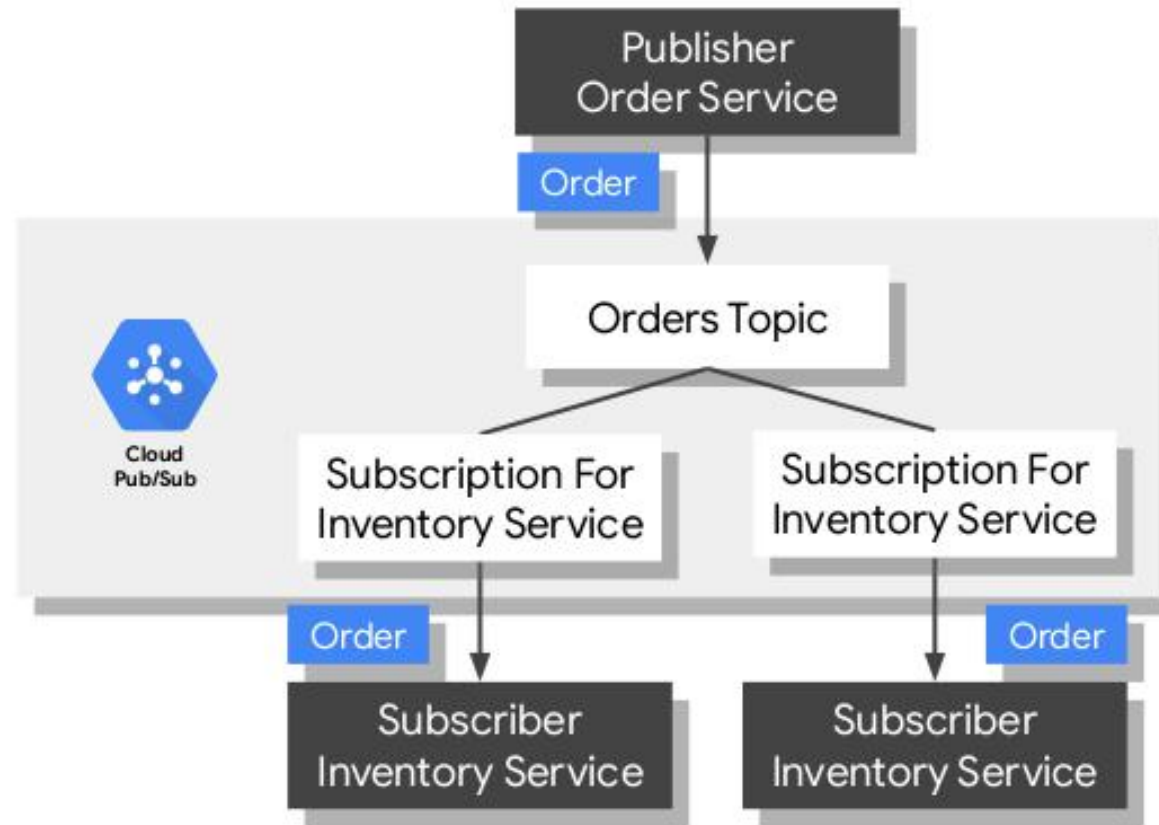 Publisher
Order Service
Order
Orders Topic
Cloud
Pub/Sub
Subscription For
Inventory Service
Subscription For
Inventory Service
Order
Order
Subscriber
Inventory Service
Subscriber
Inventory Service